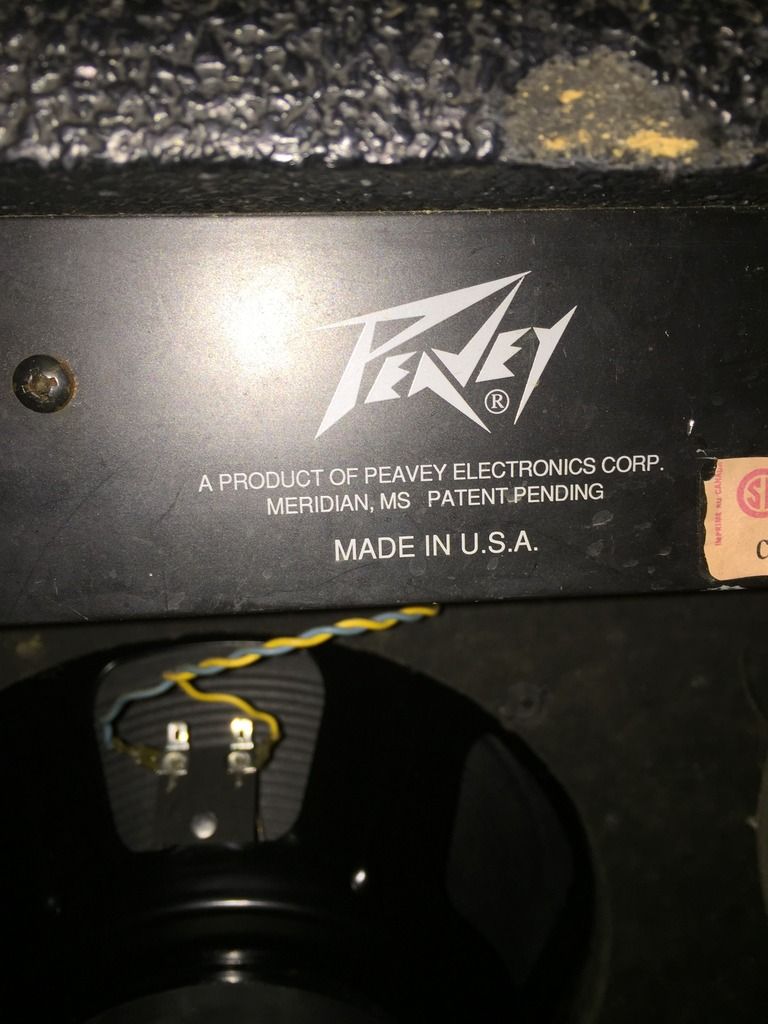 PEAVEY
®
A PRODUCT OF PEAVEY ELECTRONICS CORP.
MERIDIAN, MS PATENT PENDING
MADE IN U.S.A.